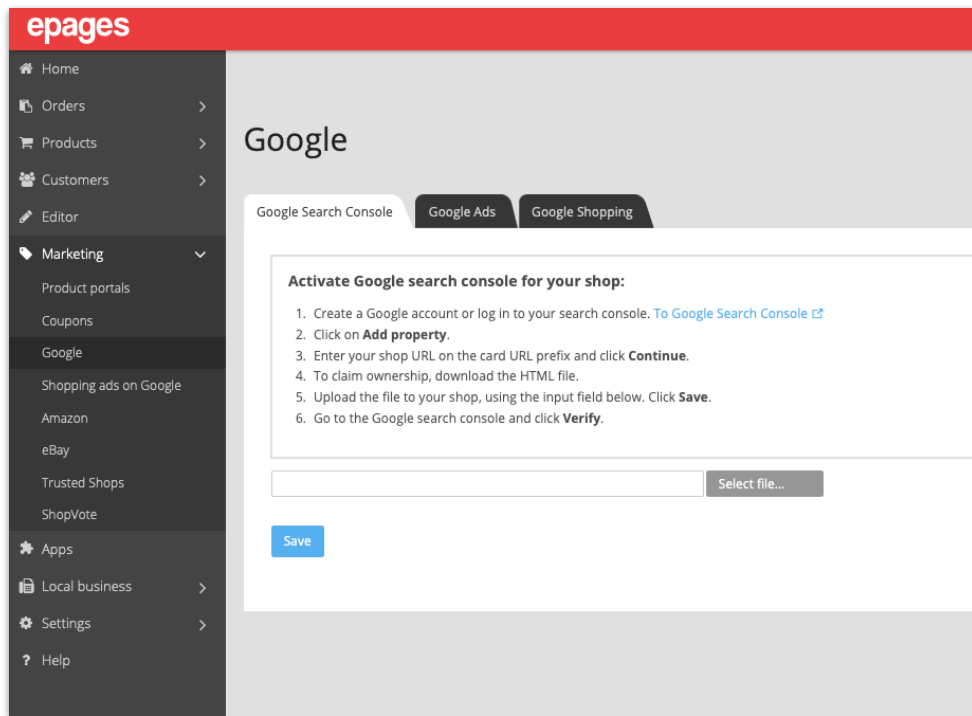 epages
Home
Orders
Products
Customers
Editor
Marketing
Product portals
Coupons
Google
Shopping ads on Google
Amazon
eBay
Trusted Shops
ShopVote
Apps
Local business
Settings
? Help
Google
Google Search Console
Google Ads
Google Shopping
Activate Google search console for your shop:
1. Create a Google account or log in to your search console. To Google Search Console
2. Click on Add property.
3. Enter your shop URL on the card URL prefix and click Continue.
4. To claim ownership, download the HTML file.
5. Upload the file to your shop, using the input field below. Click Save.
6. Go to the Google search console and click Verify.
Select file...
Save